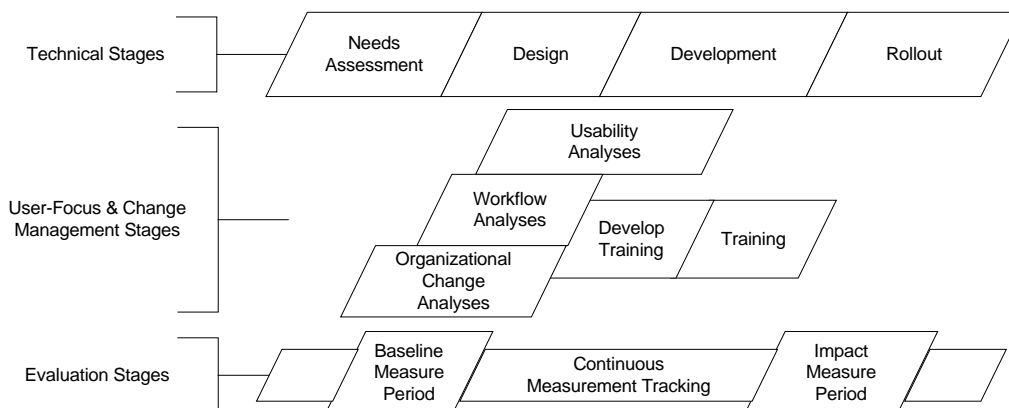 Technical Stages
Needs
Assessment
Design
Development
Rollout
Usability
Analyses
User-Focus & Change
Management Stages
Workflow
Analyses
Develop
Training
Training
Organizational
Change
Analyses
Evaluation Stages
Baseline
Measure
Period
Continuous
Measurement Tracking
Impact
Measure
Period